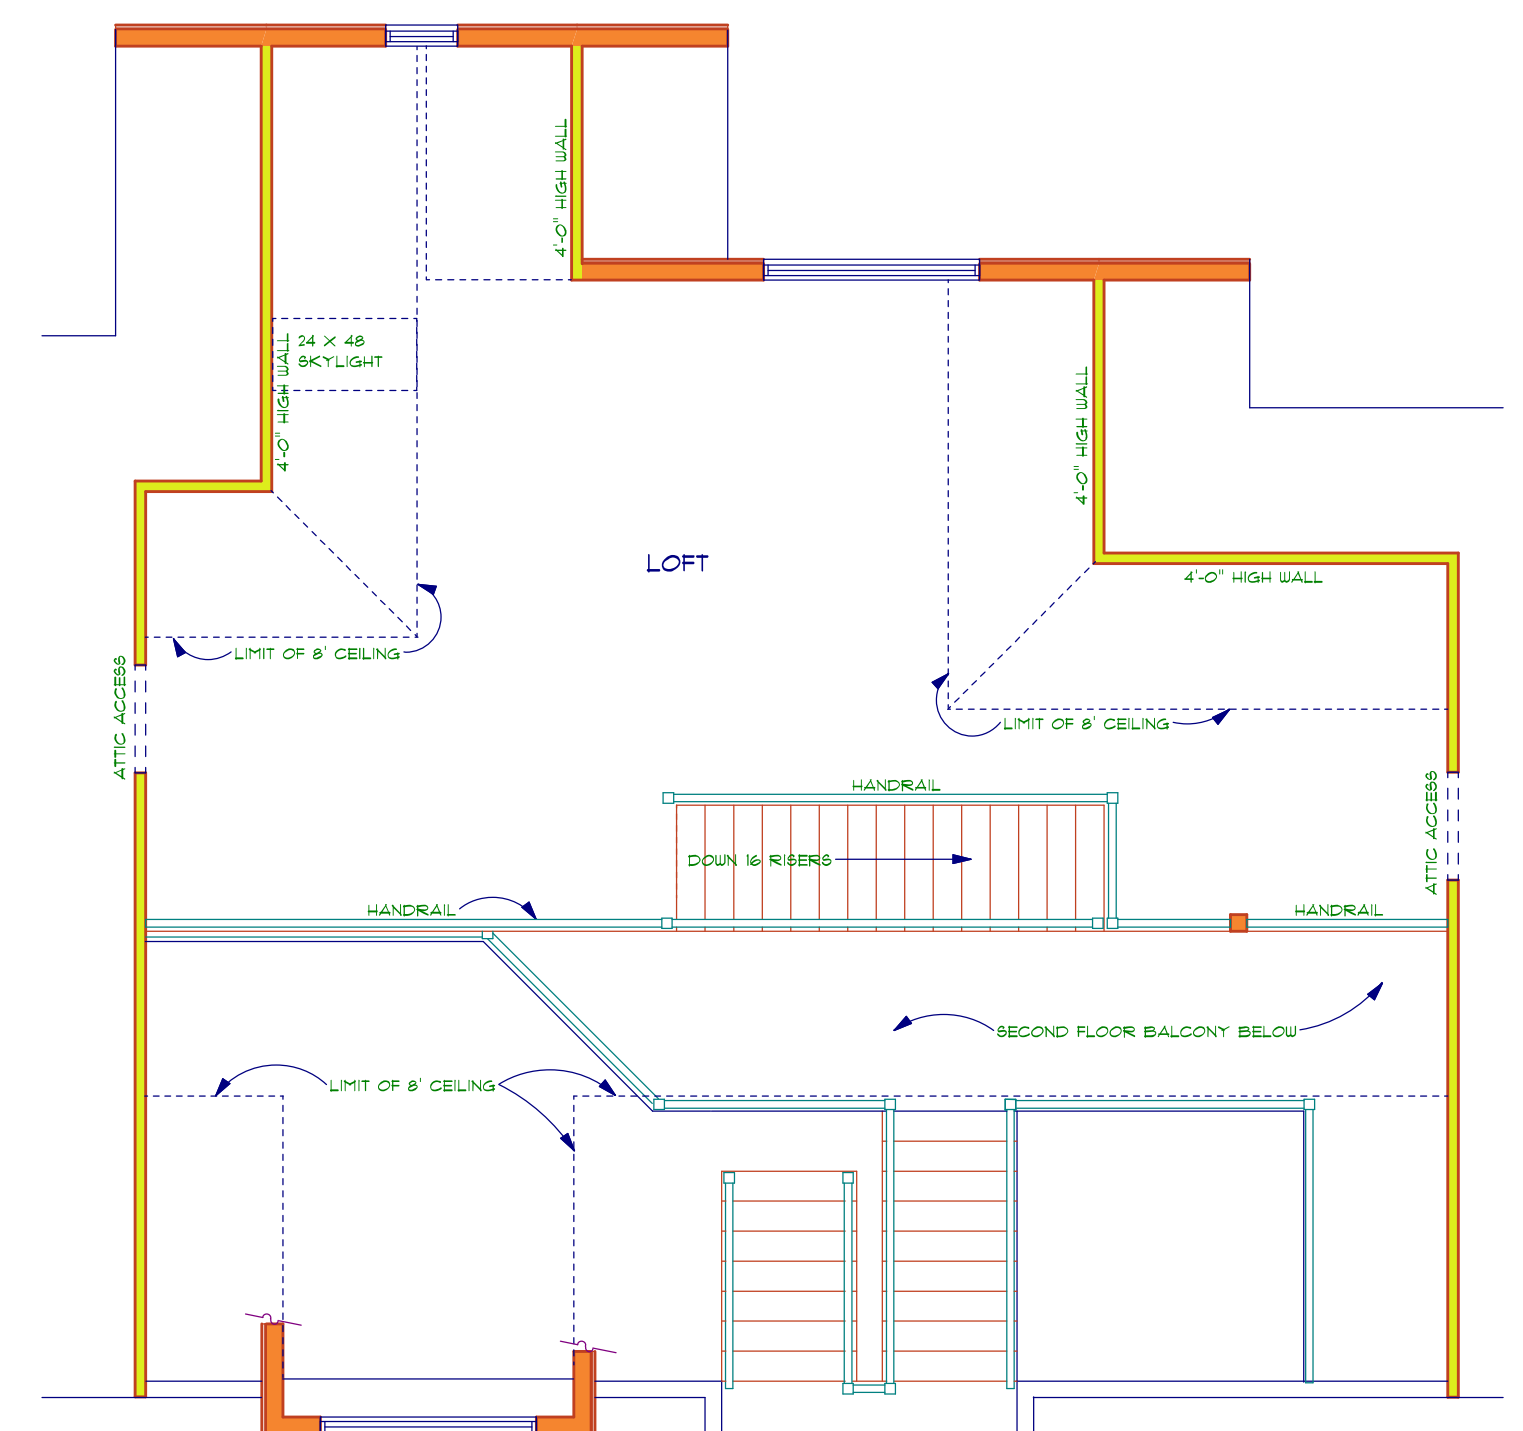 4'-0" HIGH WALL
24 X 48
SKYLIGHT
4'-0" HIGH WALL
4'-0" HIGH WALL
LOFT
4'-0" HIGH WALL
LIMIT OF 8' CEILING
ATTIC ACCESS
LIMIT OF 8' CEILING
HANDRAIL
ATTIC ACCESS
DOWN 16 RISERS
HANDRAIL
HANDRAIL
SECOND FLOOR BALCONY BELOW
LIMIT OF 8' CEILING